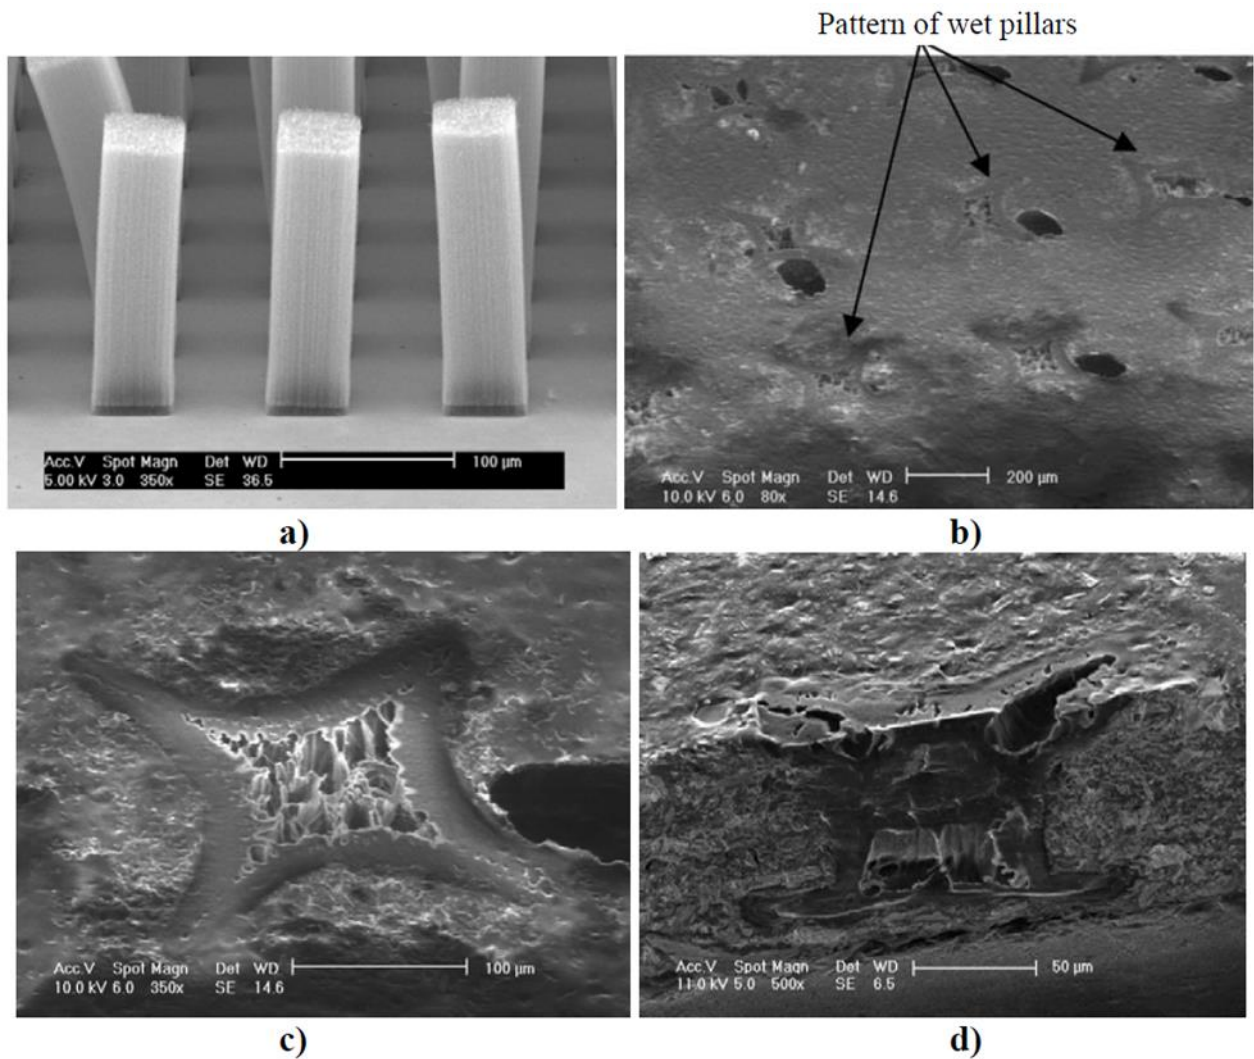 Pattern of wet pillars
Acc.V Spot Magn Det WD 100 µm
5.00 kV 3.0 350x SE 36.5
Acc.V Spot Magn Det WD 200 µm
10.0 kV 6.0 80x SE 14.6
a)
b)
Acc.V Spot Magn Det WD 100 µm
10.0 kV 6.0 350x SE 14.6
Acc.V Spot Magn Det WD 50 µm
11.0 kV 5.0 500x SE 6.5
c)
d)